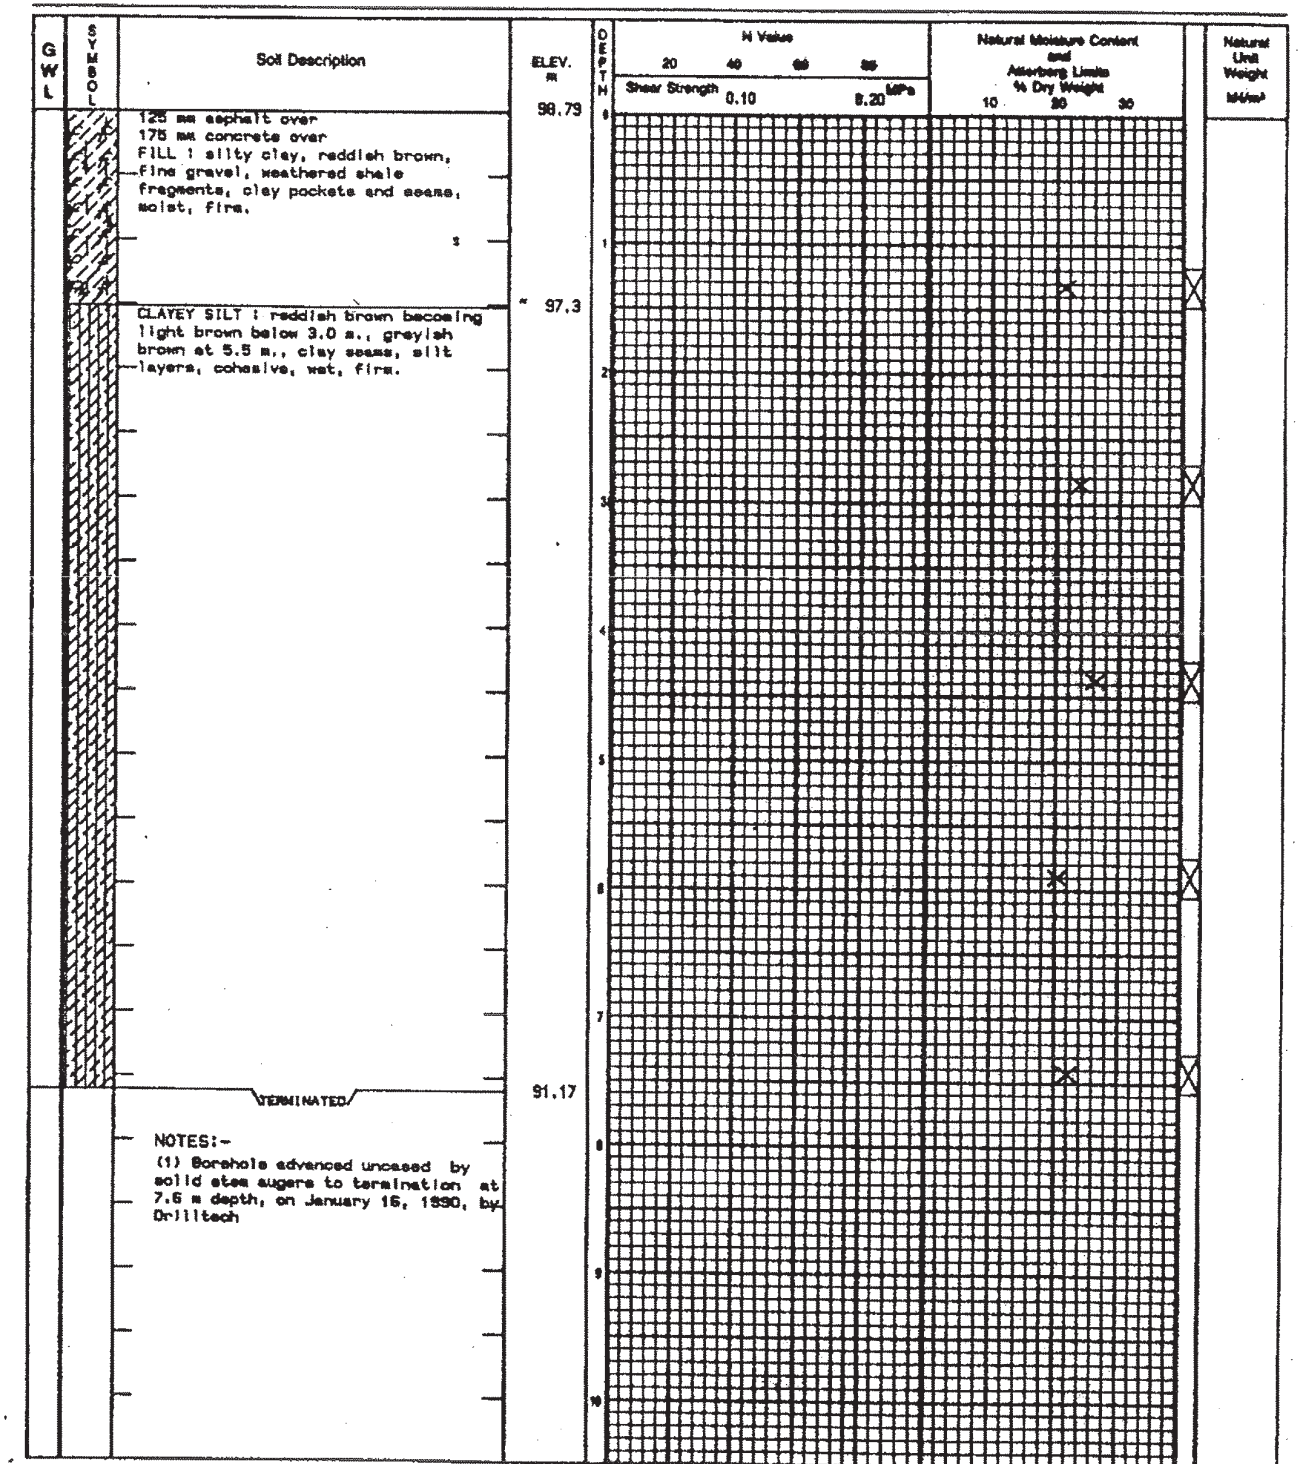 GWL
SYMBOL
Soil Description
ELEV.
m
DEPTH
N Value
20 40 60 80
Shear Strength MPa
0.10 0.20
Natural Moisture Content
and
Atterberg Limits
% Dry Weight
10 20 30
Natural
Unit
Weight
kN/m³
98.79
0
125 mm asphalt over
175 mm concrete over
FILL : silty clay, reddish brown,
fine gravel, weathered shale
fragments, clay pockets and seams,
moist, firm.
1
97.3
CLAYEY SILT : reddish brown becoming
light brown below 3.0 m., greyish
brown at 5.5 m., clay seams, silt
layers, cohesive, wet, firm.
2
3
4
5
6
7
91.17
TERMINATED
8
NOTES:-
(1) Borehole advanced uncased by
solid stem augers to termination at
7.6 m depth, on January 16, 1990, by
Drilltech
9
10